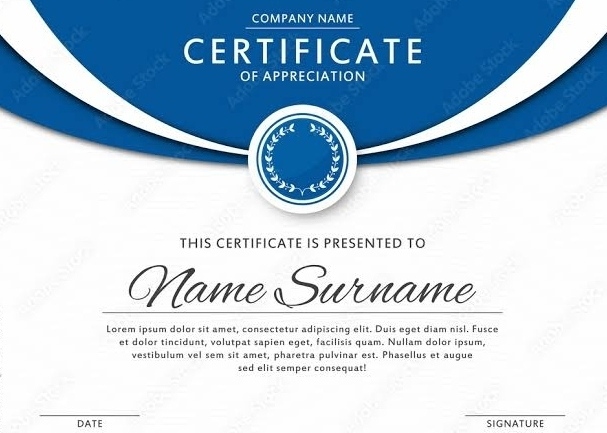 COMPANY NAME
CERTIFICATE
OF APPRECIATION
THIS CERTIFICATE IS PRESENTED TO
Name Surname
Lorem ipsum dolor sit amet, consectetur adipiscing elit. Duis eget diam nisl. Fusce
et dolor tincidunt, volutpat sapien eget, facilisis quam. Nullam dolor ipsum,
vestibulum vel sem sit amet, pharetra pulvinar est. Phasellus et augue
sed elit semper consequat!
DATE
SIGNATURE
Adobe Stock